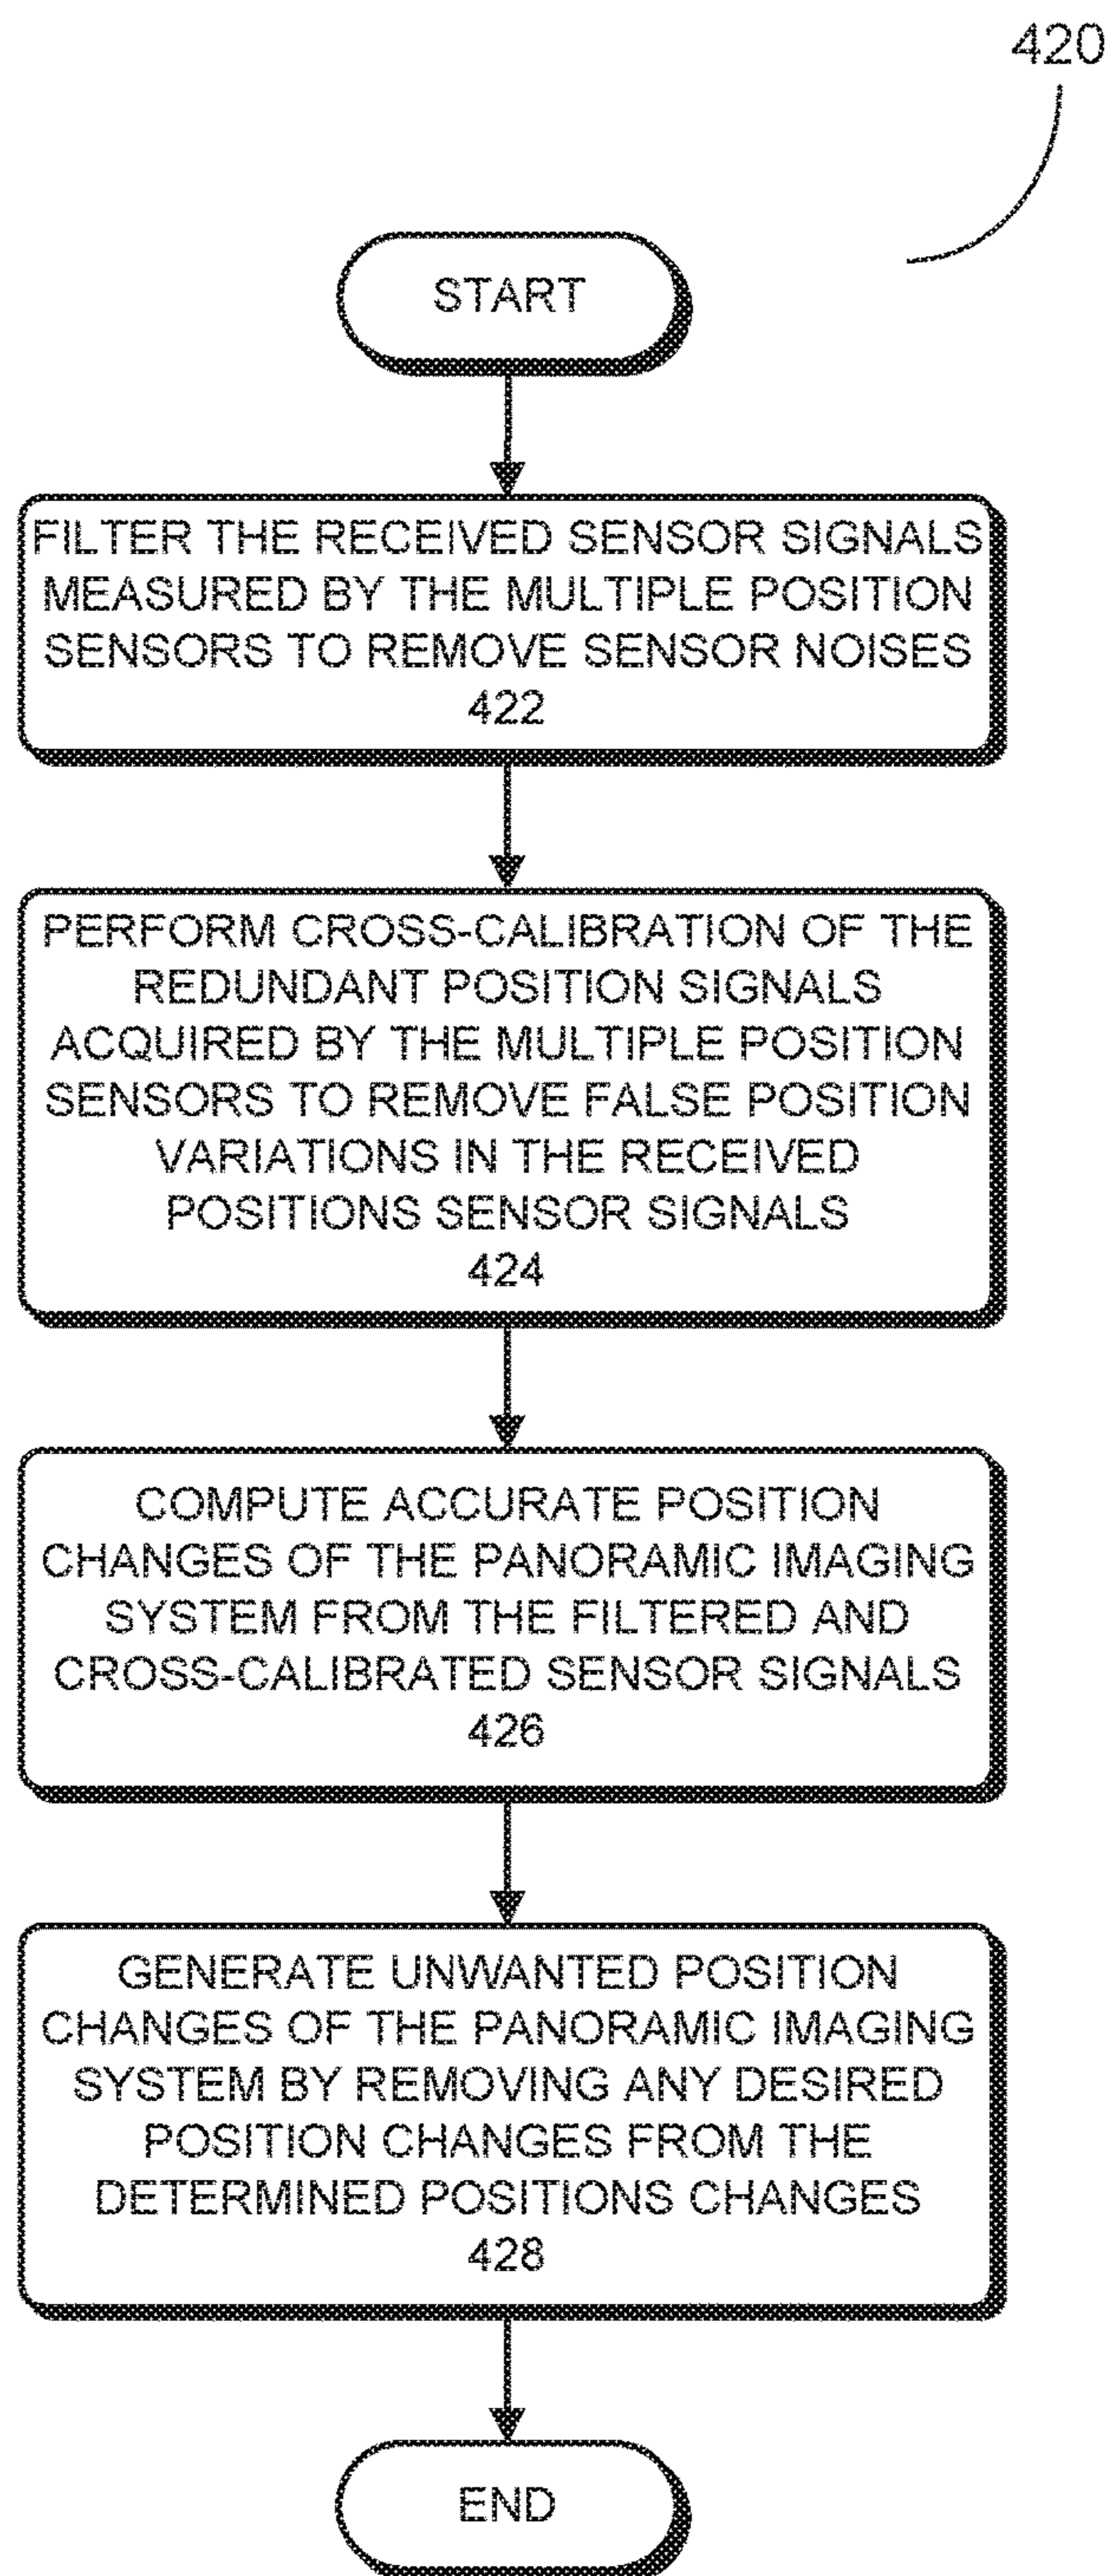 420
START
FILTER THE RECEIVED SENSOR SIGNALS
MEASURED BY THE MULTIPLE POSITION
SENSORS TO REMOVE SENSOR NOISES
422
PERFORM CROSS-CALIBRATION OF THE
REDUNDANT POSITION SIGNALS
ACQUIRED BY THE MULTIPLE POSITION
SENSORS TO REMOVE FALSE POSITION
VARIATIONS IN THE RECEIVED
POSITIONS SENSOR SIGNALS
424
COMPUTE ACCURATE POSITION
CHANGES OF THE PANORAMIC IMAGING
SYSTEM FROM THE FILTERED AND
CROSS-CALIBRATED SENSOR SIGNALS
426
GENERATE UNWANTED POSITION
CHANGES OF THE PANORAMIC IMAGING
SYSTEM BY REMOVING ANY DESIRED
POSITION CHANGES FROM THE
DETERMINED POSITIONS CHANGES
428
END